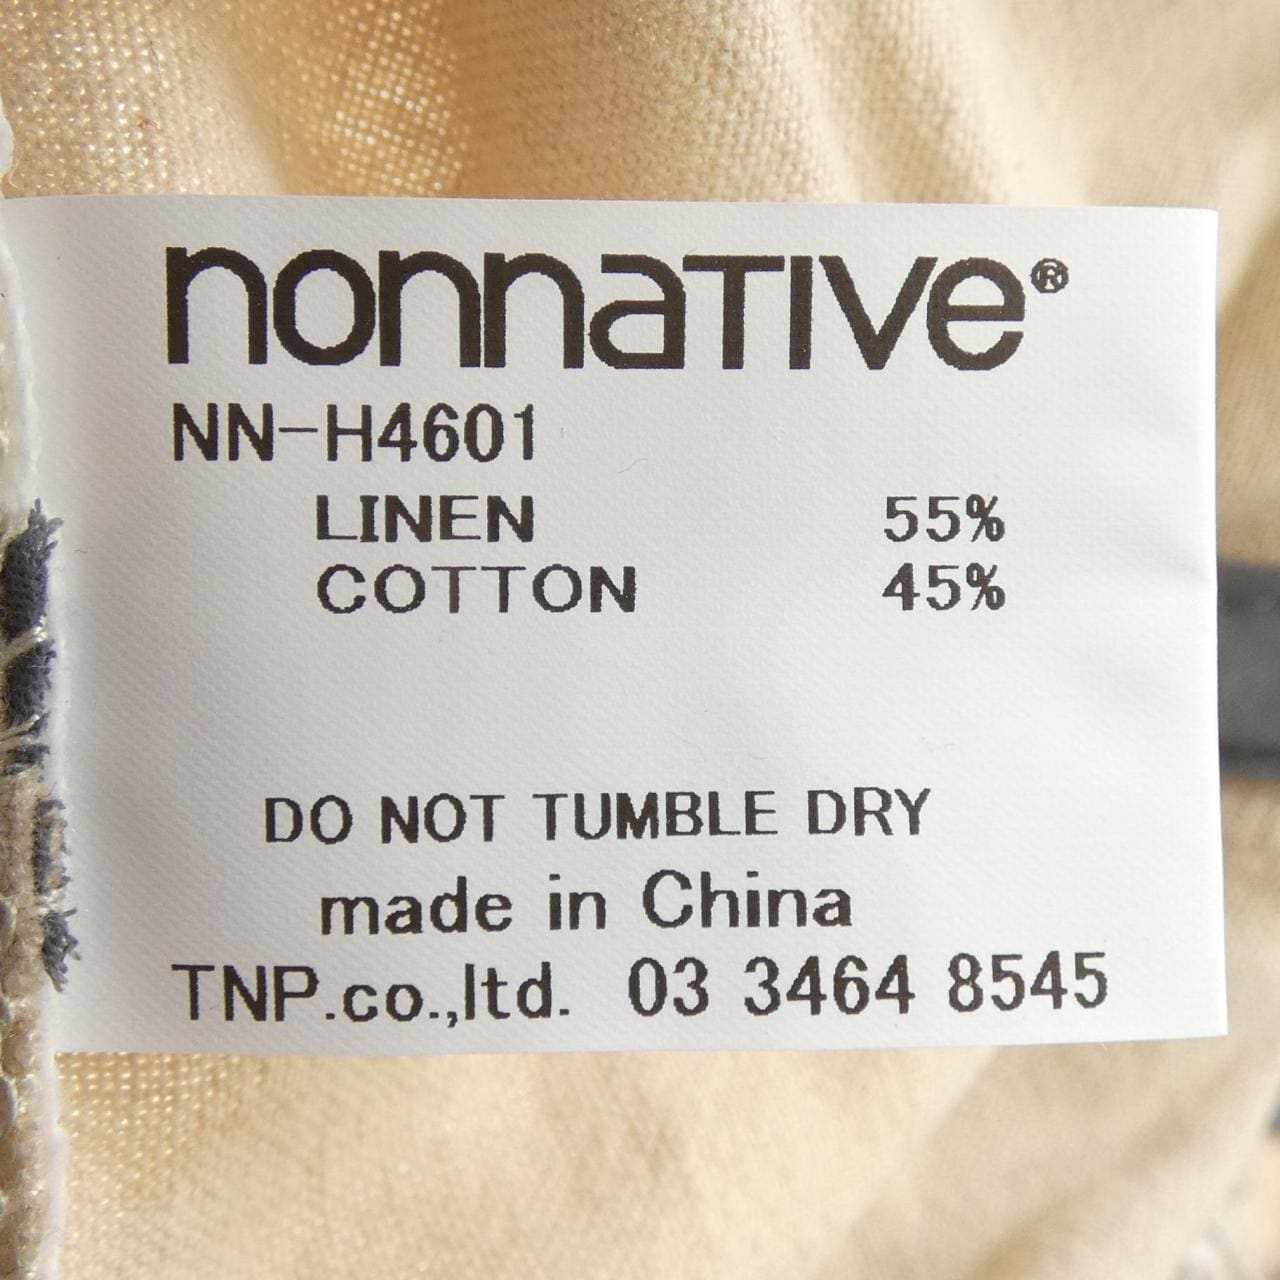 nonnative®
NN-H4601
LINEN 55%
COTTON 45%
DO NOT TUMBLE DRY
made in China
TNP.co.,ltd. 03 3464 8545